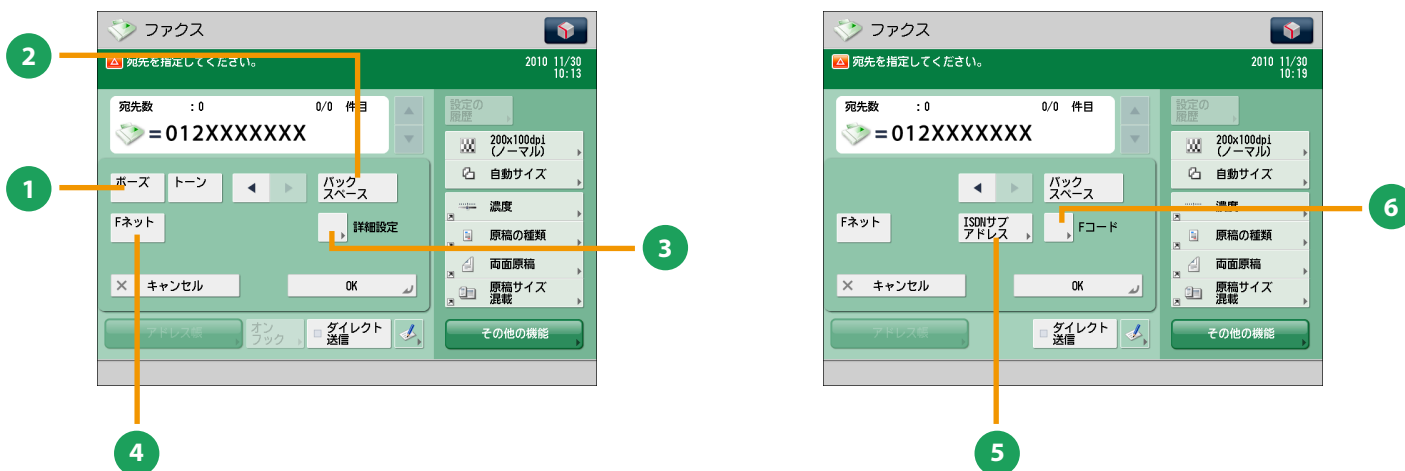 ファクス
宛先を指定してください。
2010 11/30
10:13
宛先数 :0 0/0 件目
=012XXXXXXX
設定の
履歴
200x100dpi
(ノーマル)
自動サイズ
濃度
原稿の種類
両面原稿
原稿サイズ
混載
ポーズ
トーン
バック
スペース
Fネット
詳細設定
キャンセル
OK
アドレス帳
オン
フック
ダイレクト
送信
その他の機能
1
2
3
4
ファクス
宛先を指定してください。
2010 11/30
10:19
宛先数 :0 0/0 件目
=012XXXXXXX
設定の
履歴
200x100dpi
(ノーマル)
自動サイズ
濃度
原稿の種類
両面原稿
原稿サイズ
混載
バック
スペース
Fネット
ISDNサブ
アドレス
Fコード
キャンセル
OK
アドレス帳
ダイレクト
送信
その他の機能
5
6